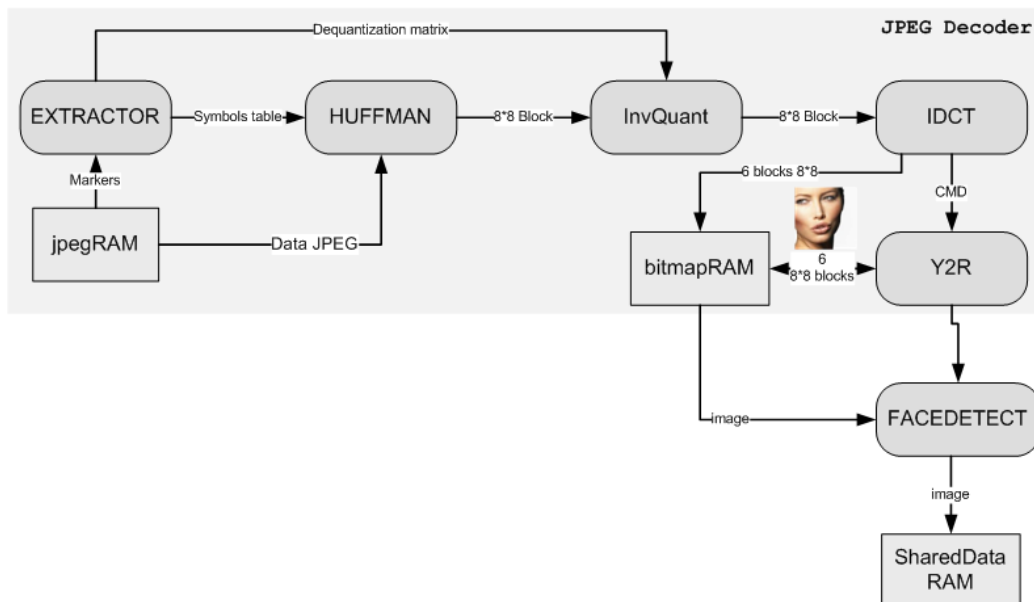 JPEG Decoder
Dequantization matrix
EXTRACTOR
Symbols table
HUFFMAN
8*8 Block
InvQuant
8*8 Block
IDCT
Markers
6 blocks 8*8
CMD
jpegRAM
Data JPEG
bitmapRAM
6
8*8 blocks
Y2R
image
FACEDETECT
image
SharedData
RAM